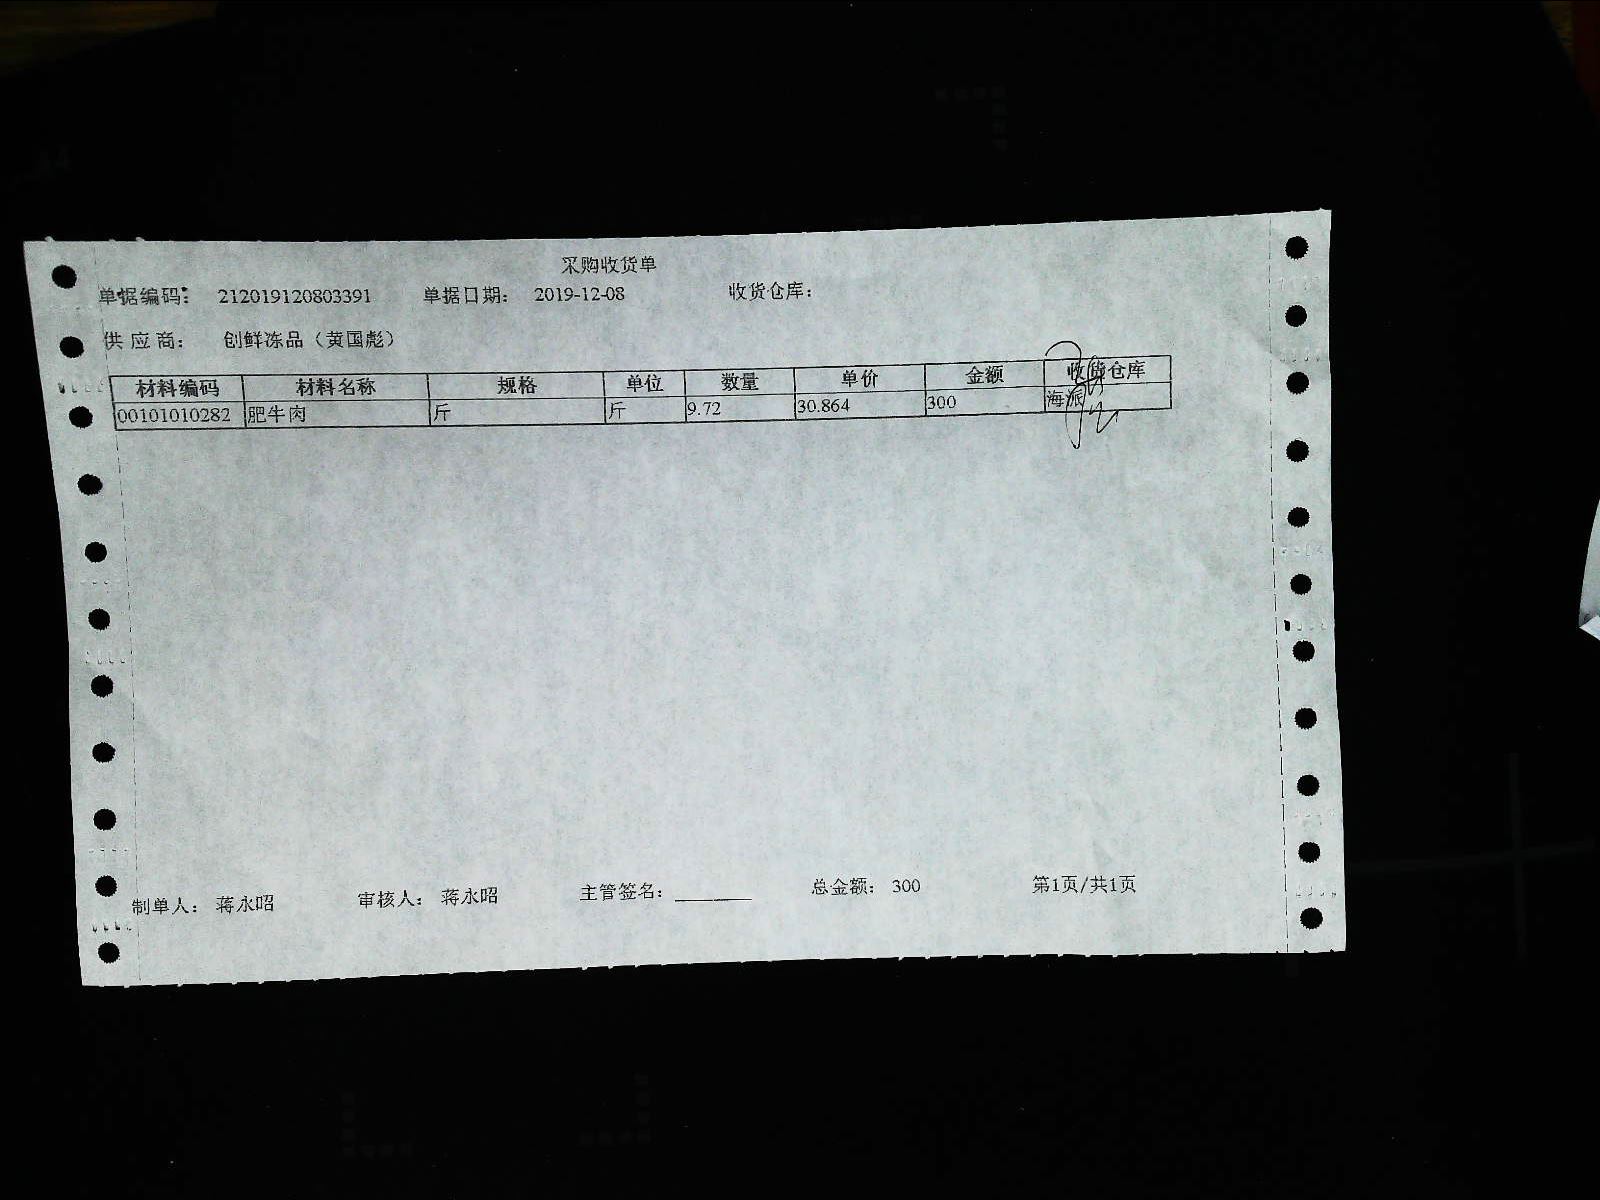 采购收货单
单据编码: 212019120803391 单据日期: 2019-12-08 收货仓库:
供 应 商: 创鲜冻品（黄国彪）
材料编码 材料名称 规格 单位 数量 单价 金额 收货仓库
00101010282 肥牛肉 斤 斤 9.72 30.864 300 海派
制单人: 蒋永昭 审核人: 蒋永昭 主管签名: ________ 总金额: 300 第1页/共1页